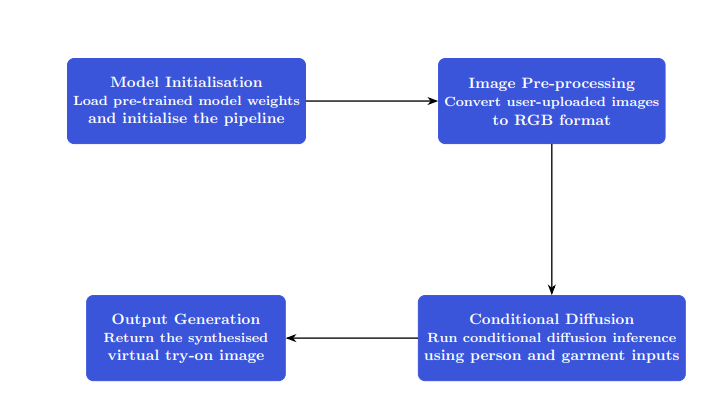 Model Initialisation
Load pre-trained model weights
and initialise the pipeline
Image Pre-processing
Convert user-uploaded images
to RGB format
Conditional Diffusion
Run conditional diffusion inference
using person and garment inputs
Output Generation
Return the synthesised
virtual try-on image